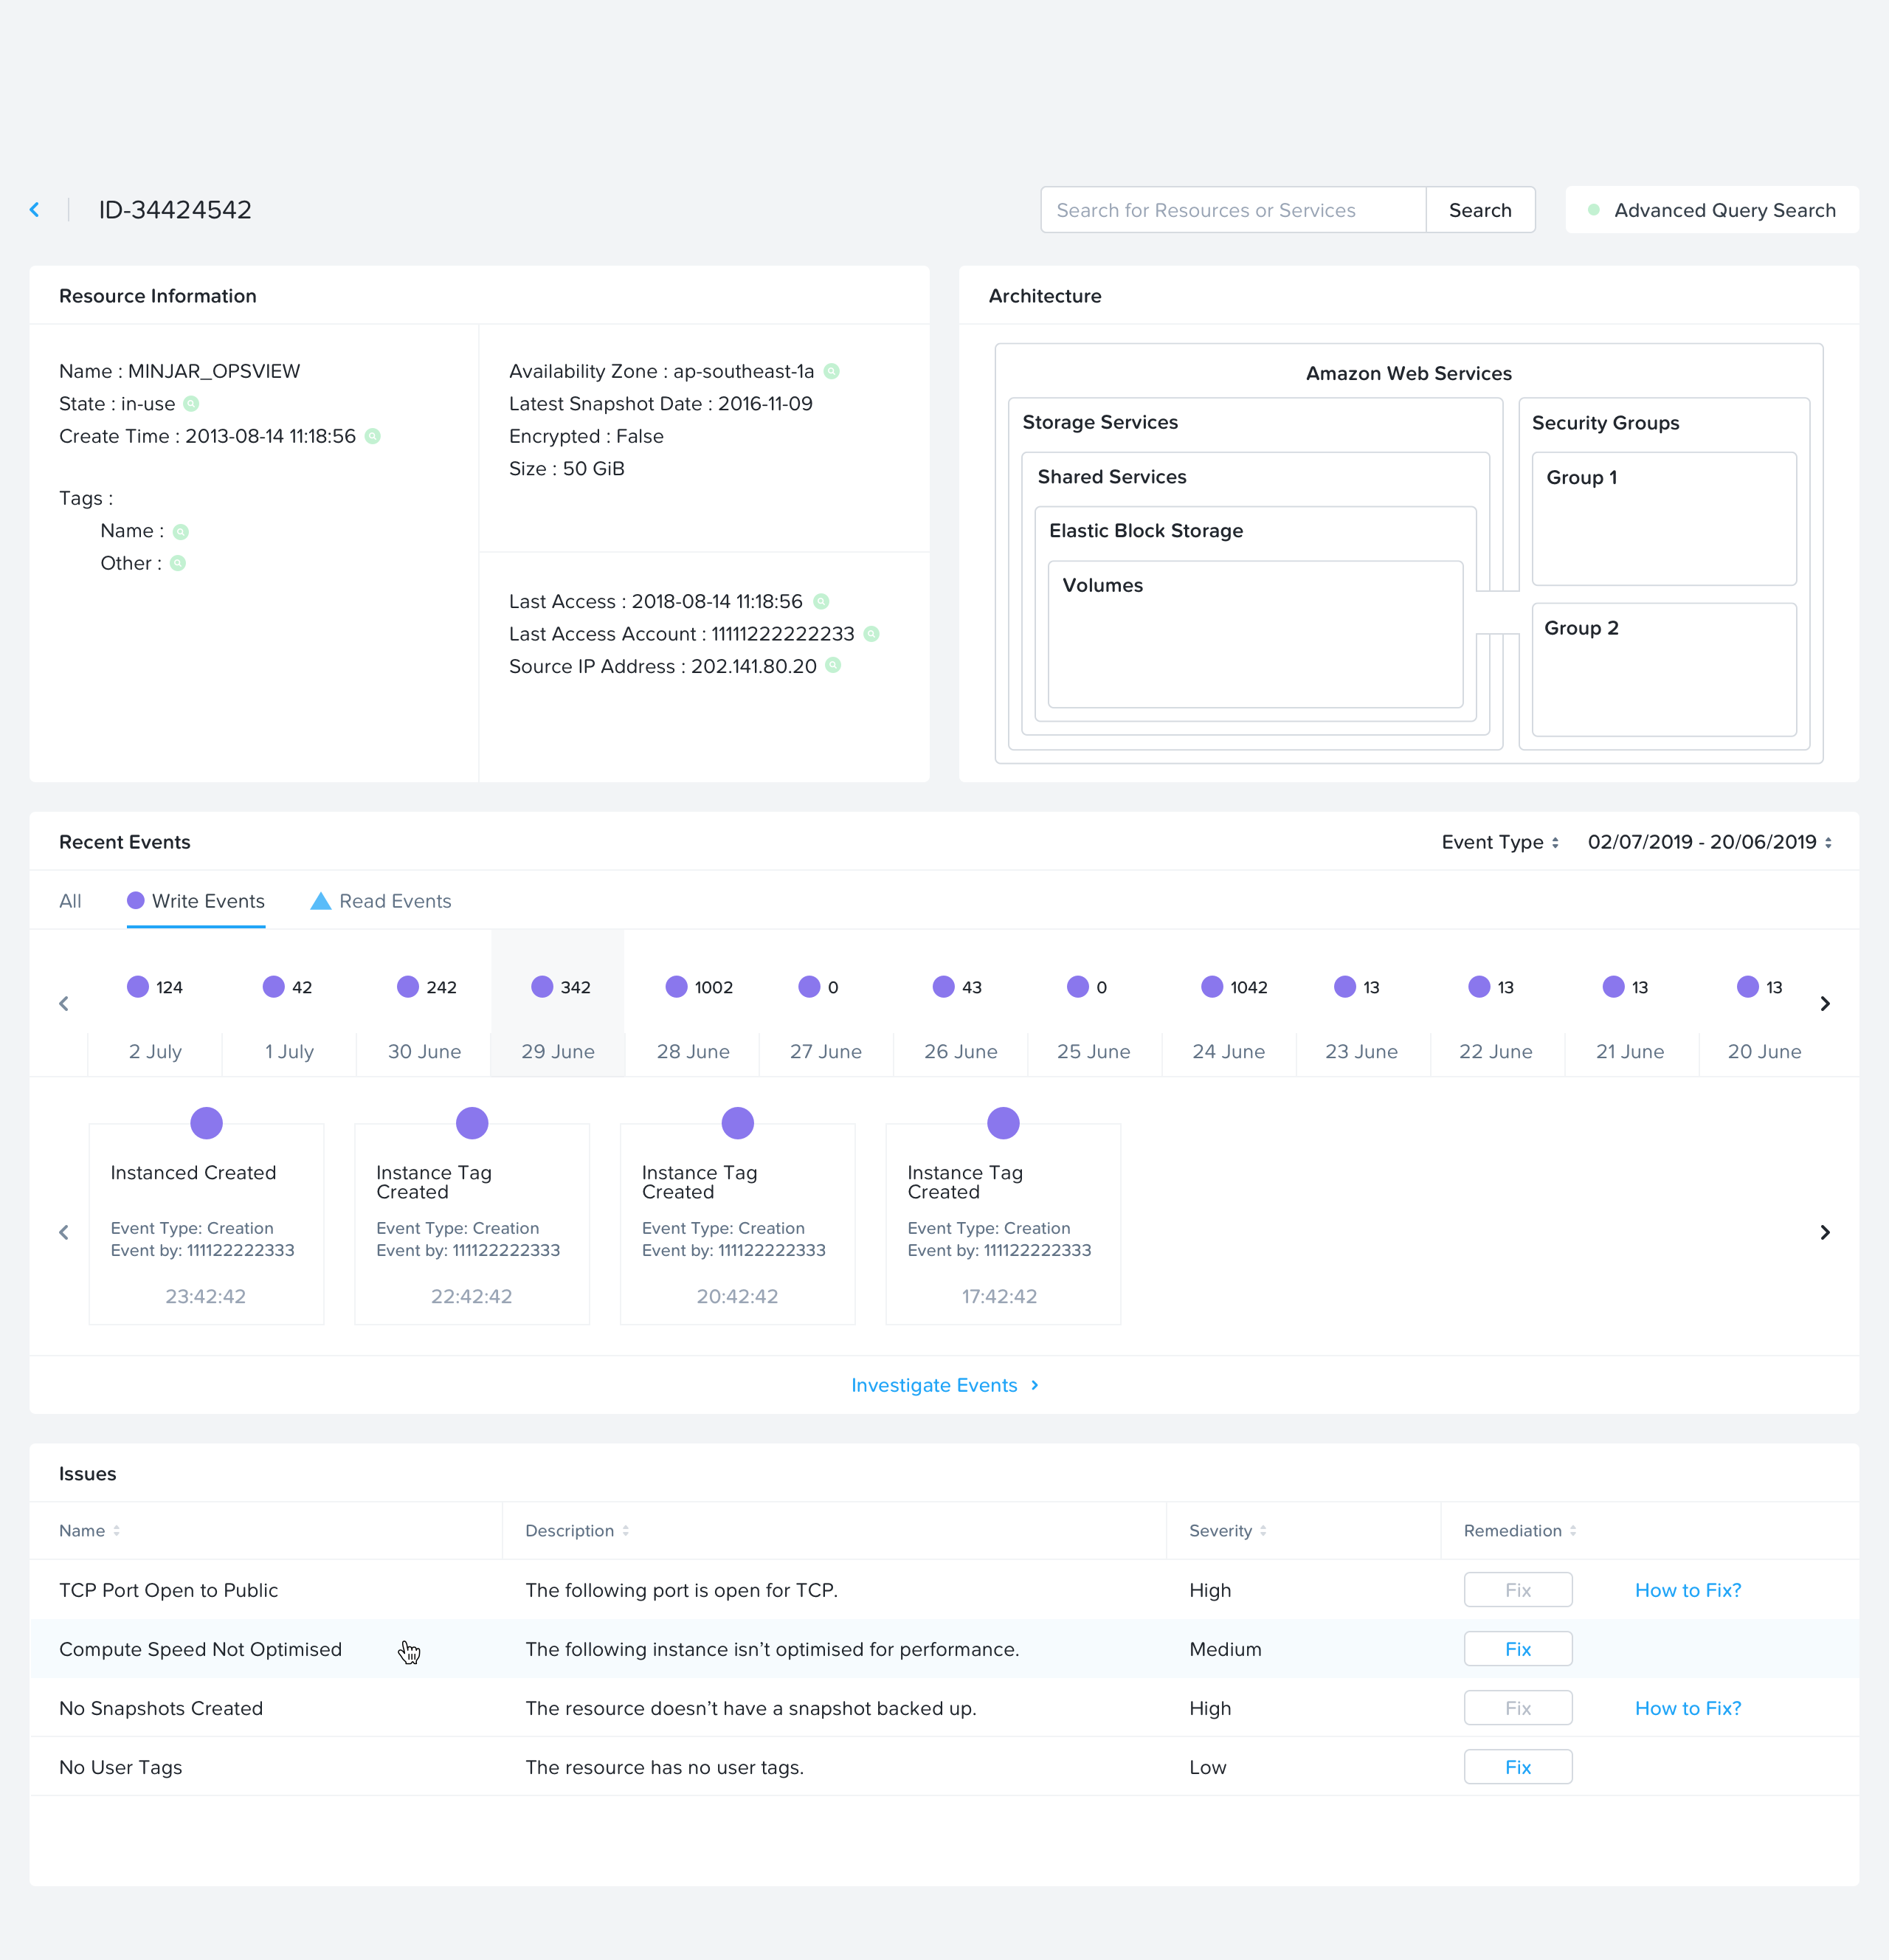 ID-34424542
Search for Resources or Services
Search
Advanced Query Search
Resource Information
Name : MINJAR_OPSVIEW
State : in-use
Create Time : 2013-08-14 11:18:56
Tags :
Name :
Other :
Availability Zone : ap-southeast-1a
Latest Snapshot Date : 2016-11-09
Encrypted : False
Size : 50 GiB
Last Access : 2018-08-14 11:18:56
Last Access Account : 11111222222233
Source IP Address : 202.141.80.20
Architecture
Amazon Web Services
Storage Services
Shared Services
Elastic Block Storage
Volumes
Security Groups
Group 1
Group 2
Recent Events
Event Type
02/07/2019 - 20/06/2019
All
Write Events
Read Events
124
42
242
342
1002
0
43
0
1042
13
13
13
13
2 July
1 July
30 June
29 June
28 June
27 June
26 June
25 June
24 June
23 June
22 June
21 June
20 June
Instanced Created
Event Type: Creation
Event by: 111122222333
23:42:42
Instance Tag
Created
Event Type: Creation
Event by: 111122222333
22:42:42
Instance Tag
Created
Event Type: Creation
Event by: 111122222333
20:42:42
Instance Tag
Created
Event Type: Creation
Event by: 111122222333
17:42:42
Investigate Events
Issues
Name
Description
Severity
Remediation
TCP Port Open to Public
The following port is open for TCP.
High
Fix
How to Fix?
Compute Speed Not Optimised
The following instance isn't optimised for performance.
Medium
Fix
No Snapshots Created
The resource doesn't have a snapshot backed up.
High
Fix
How to Fix?
No User Tags
The resource has no user tags.
Low
Fix